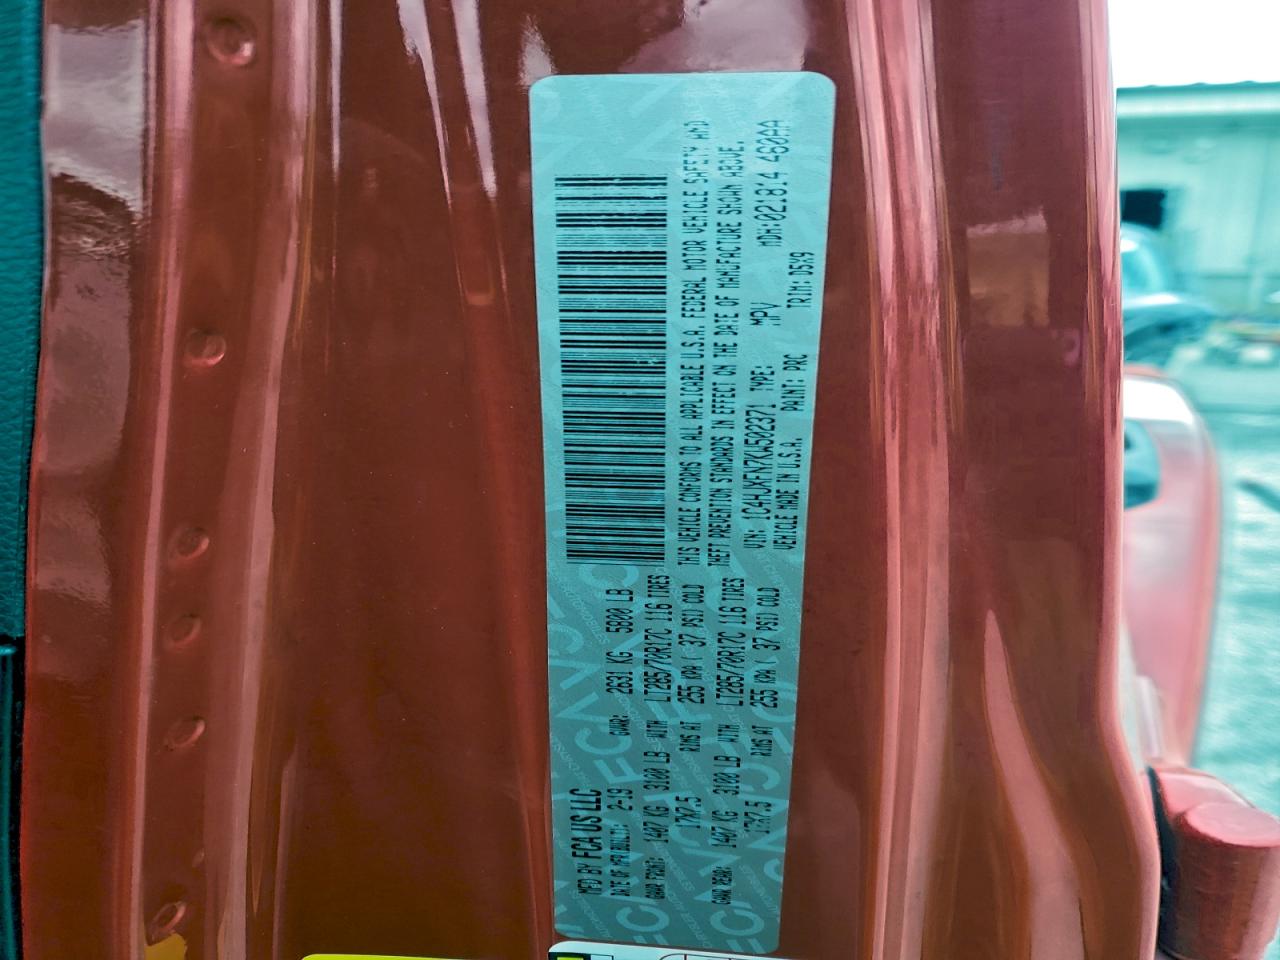 MFD BY FCA US LLC
DATE OF MFR (BUILT): 2-19 GVWR: 2631 KG 5800 LB
GAWR FRONT: 1407 KG 3100 LB WITH LT285/70R17C 116 TIRES
17X7.5 RIMS AT 255 KPA( 37 PSI) COLD
GAWR REAR: 1407 KG 3100 LB WITH LT285/70R17C 116 TIRES
17X7.5 RIMS AT 255 KPA( 37 PSI) COLD
THIS VEHICLE CONFORMS TO ALL APPLICABLE U.S.A. FEDERAL MOTOR VEHICLE SAFETY AND
THEFT PREVENTION STANDARDS IN EFFECT ON THE DATE OF MANUFACTURE SHOWN ABOVE.
VIN: 1C4HJXFN7KW502371 TYPE: MPV MDH:021814 460AA
VEHICLE MADE IN U.S.A. PAINT: PRC TRIM: D5X9